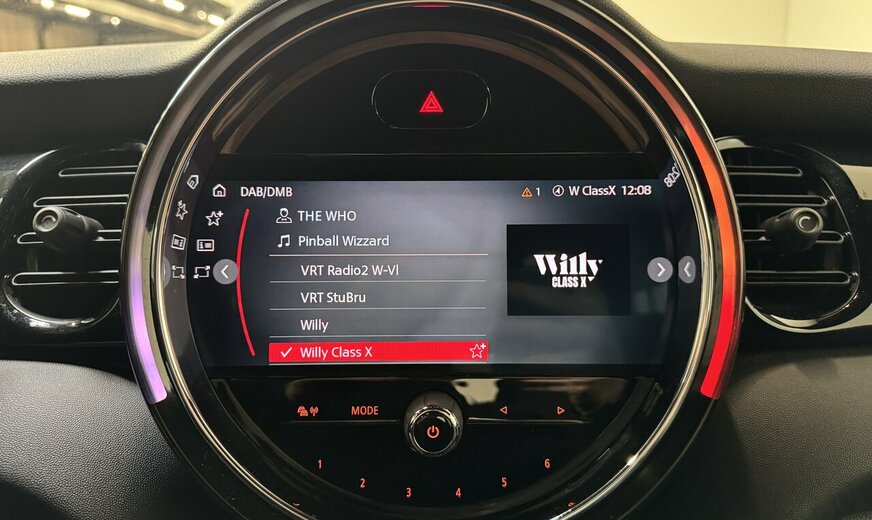 DAB/DMB
1 W ClassX 12:08
THE WHO
Pinball Wizzard
VRT Radio2 W-Vl
VRT StuBru
Willy
Willy Class X
Willy
CLASS X
MODE
1 2 3 4 5 6